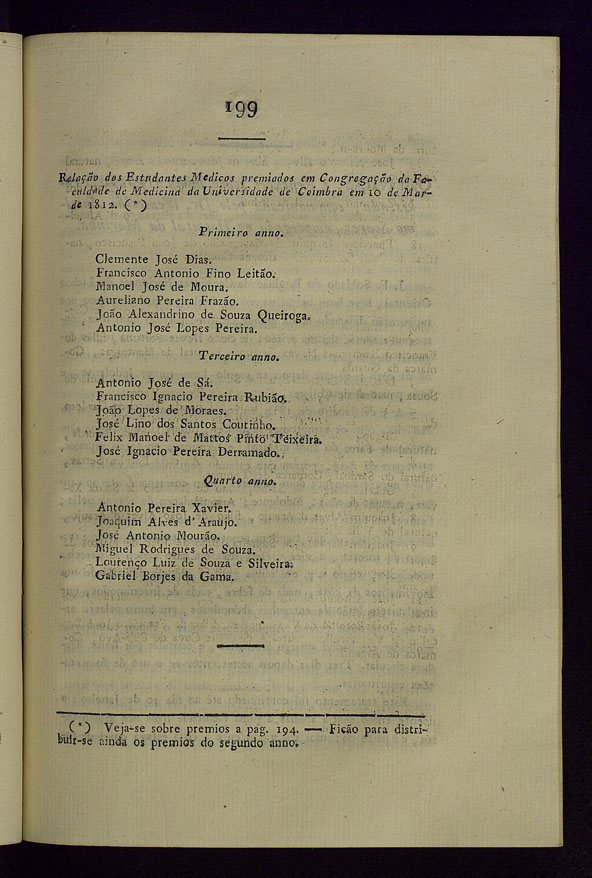 199
Relação dos Estudantes Medicos premiados em Congregação da Fa-
culdade de Medicina da Universidade de Coimbra em 10 de Mar-
de 1812. (*)
Primeiro anno.
Clemente José Dias.
Francisco Antonio Fino Leitão.
Manoel José de Moura.
Aureliano Pereira Frazão.
João Alexandrino de Souza Queiroga.
Antonio José Lopes Pereira.
Terceiro anno.
Antonio José de Sá.
Francisco Ignacio Pereira Rubião.
João Lopes de Moraes.
José Lino dos Santos Coutinho.
Felix Manoel de Mattos Pinto Teixeira.
José Ignacio Pereira Derramado.
Quarto anno.
Antonio Pereira Xavier.
Joaquim Alves d'Araujo.
José Antonio Mourão.
Miguel Rodrigues de Souza.
Lourenço Luiz de Souza e Silveira.
Gabriel Borjes da Gama.
(*) Veja-se sobre premios a pag. 194. — Ficão para distri-
buir-se ainda os premios do segundo anno.